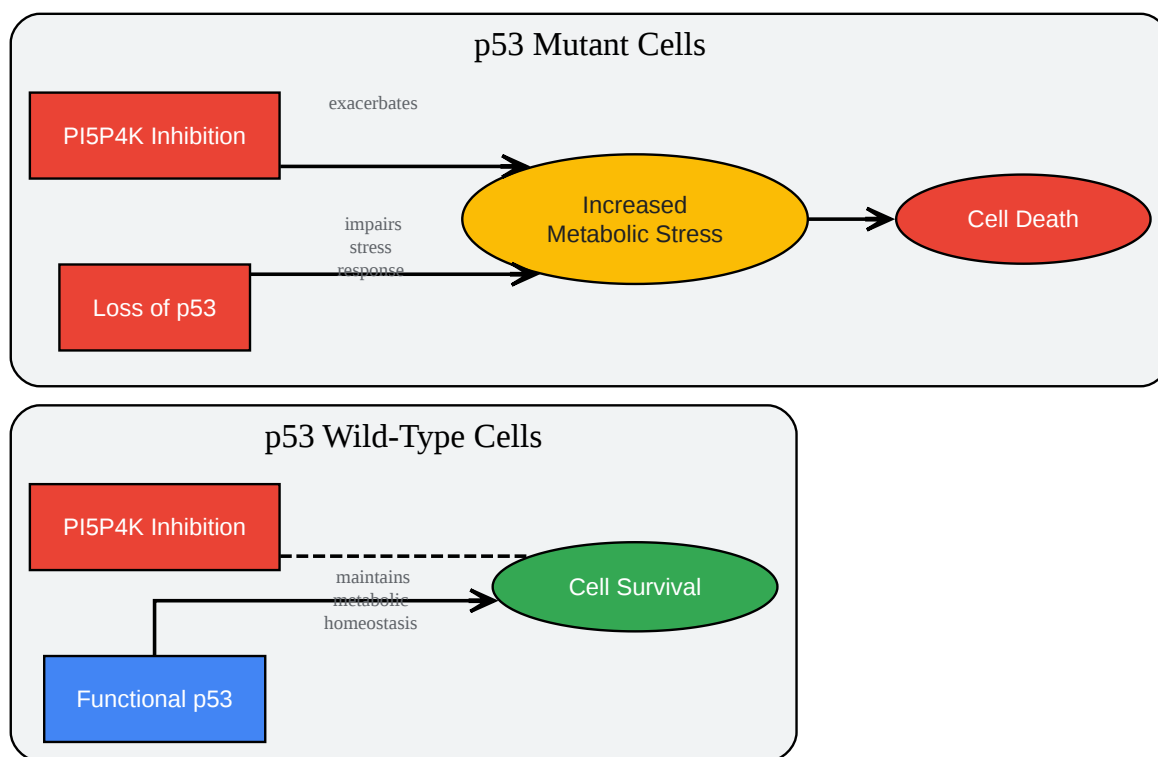 p53 Mutant Cells
PI5P4K Inhibition
exacerbates
Increased
Metabolic Stress
Cell Death
impairs
stress
response
Loss of p53
p53 Wild-Type Cells
PI5P4K Inhibition
Cell Survival
maintains
metabolic
homeostasis
Functional p53